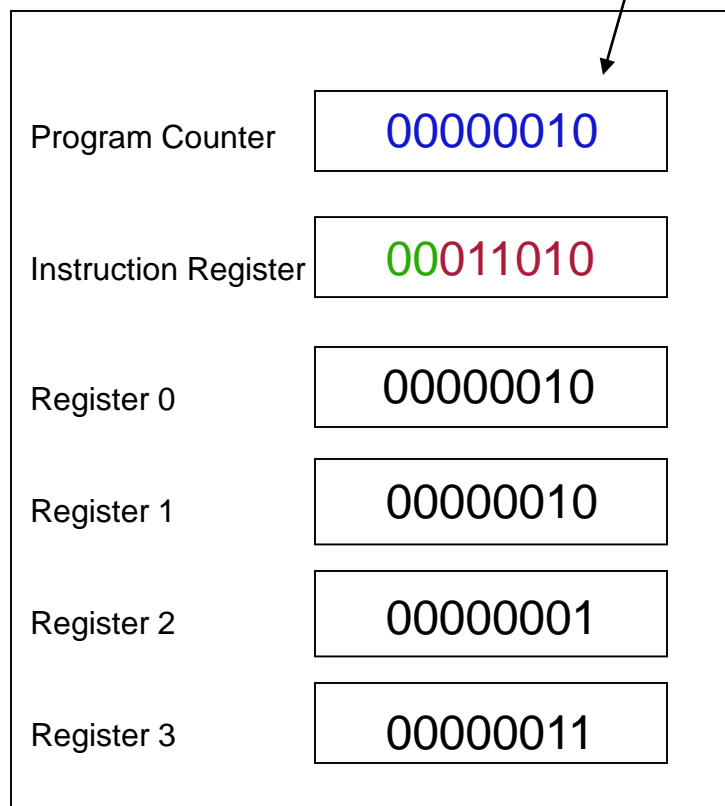 Program Counter 00000010
Instruction Register 00011010
Register 0 00000010
Register 1 00000010
Register 2 00000001
Register 3 00000011